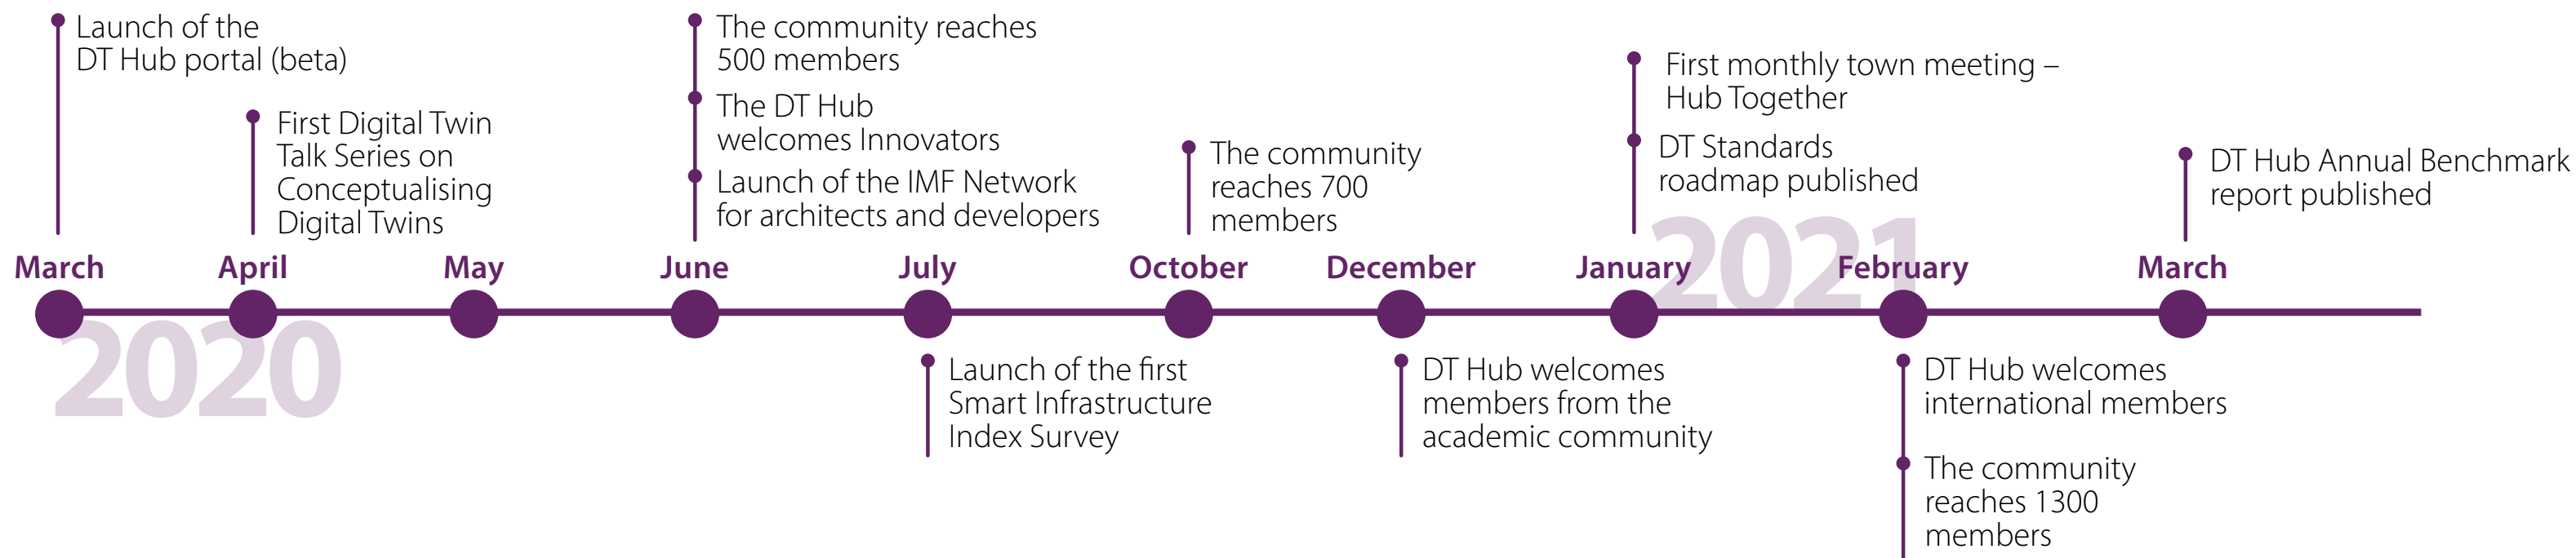 Launch of the
DT Hub portal (beta)
First Digital Twin
Talk Series on
Conceptualising
Digital Twins
The community reaches
500 members
The DT Hub
welcomes Innovators
Launch of the IMF Network
for architects and developers
The community
reaches 700
members
First monthly town meeting –
Hub Together
DT Standards
roadmap published
DT Hub Annual Benchmark
report published
2021
March
April
May
June
July
October
December
January
February
March
2020
Launch of the first
Smart Infrastructure
Index Survey
DT Hub welcomes
members from the
academic community
DT Hub welcomes
international members
The community
reaches 1300
members